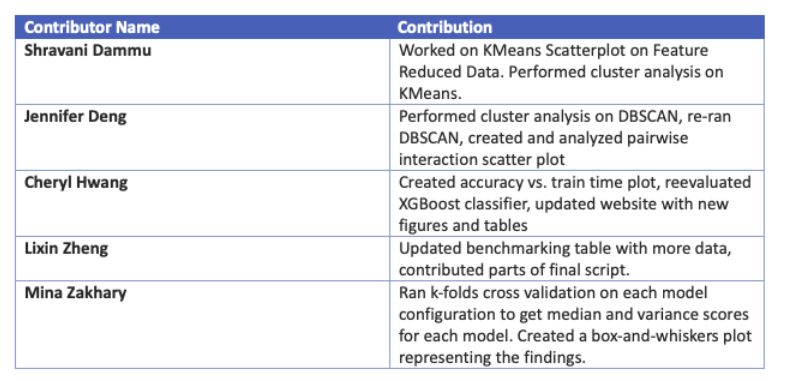 Contributor Name Contribution
Shravani Dammu Worked on KMeans Scatterplot on Feature
Reduced Data. Performed cluster analysis on
KMeans.
Jennifer Deng Performed cluster analysis on DBSCAN, re-ran
DBSCAN, created and analyzed pairwise
interaction scatter plot
Cheryl Hwang Created accuracy vs. train time plot, reevaluated
XGBoost classifier, updated website with new
figures and tables
Lixin Zheng Updated benchmarking table with more data,
contributed parts of final script.
Mina Zakhary Ran k-folds cross validation on each model
configuration to get median and variance scores
for each model. Created a box-and-whiskers plot
representing the findings.